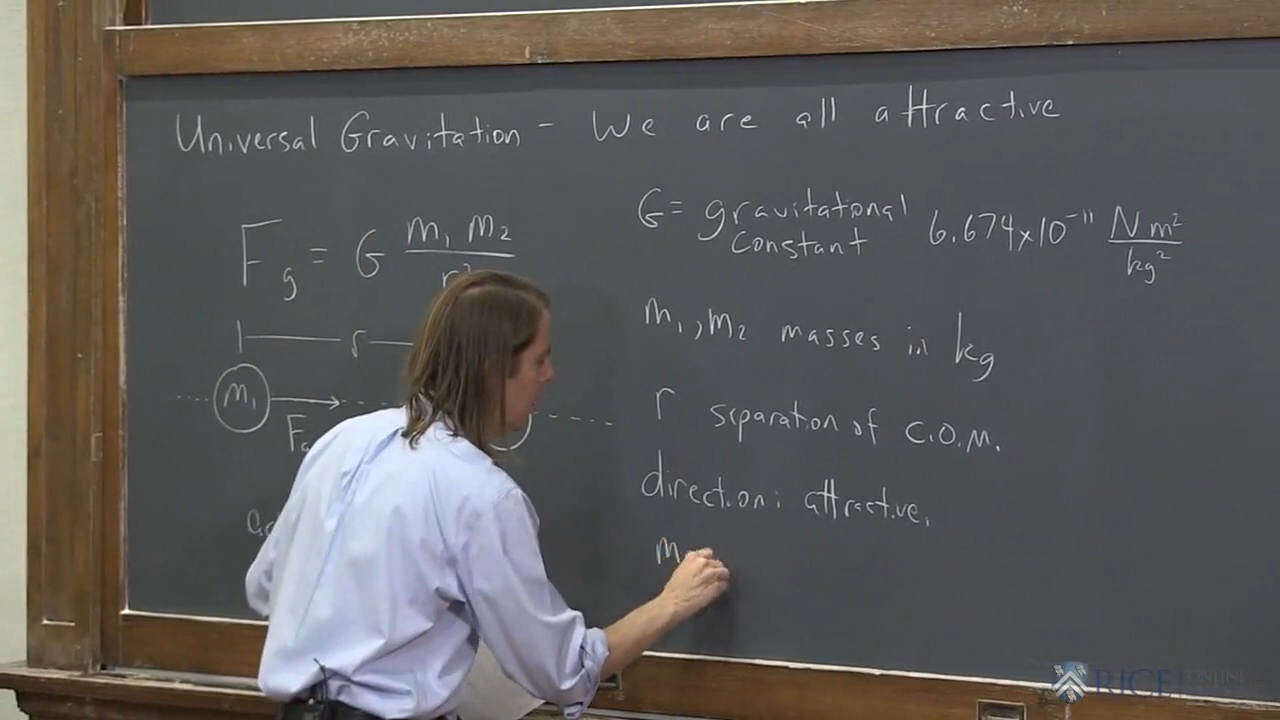 Universal Gravitation - We are all attractive
F_g = G m₁ m₂ / r²
G = gravitational constant 6.674×10⁻¹¹ N m² / kg²
r
m₁, m₂ masses in kg
m₁
r separation of C.O.M.
direction: attractive.
m
RICE ONLINE